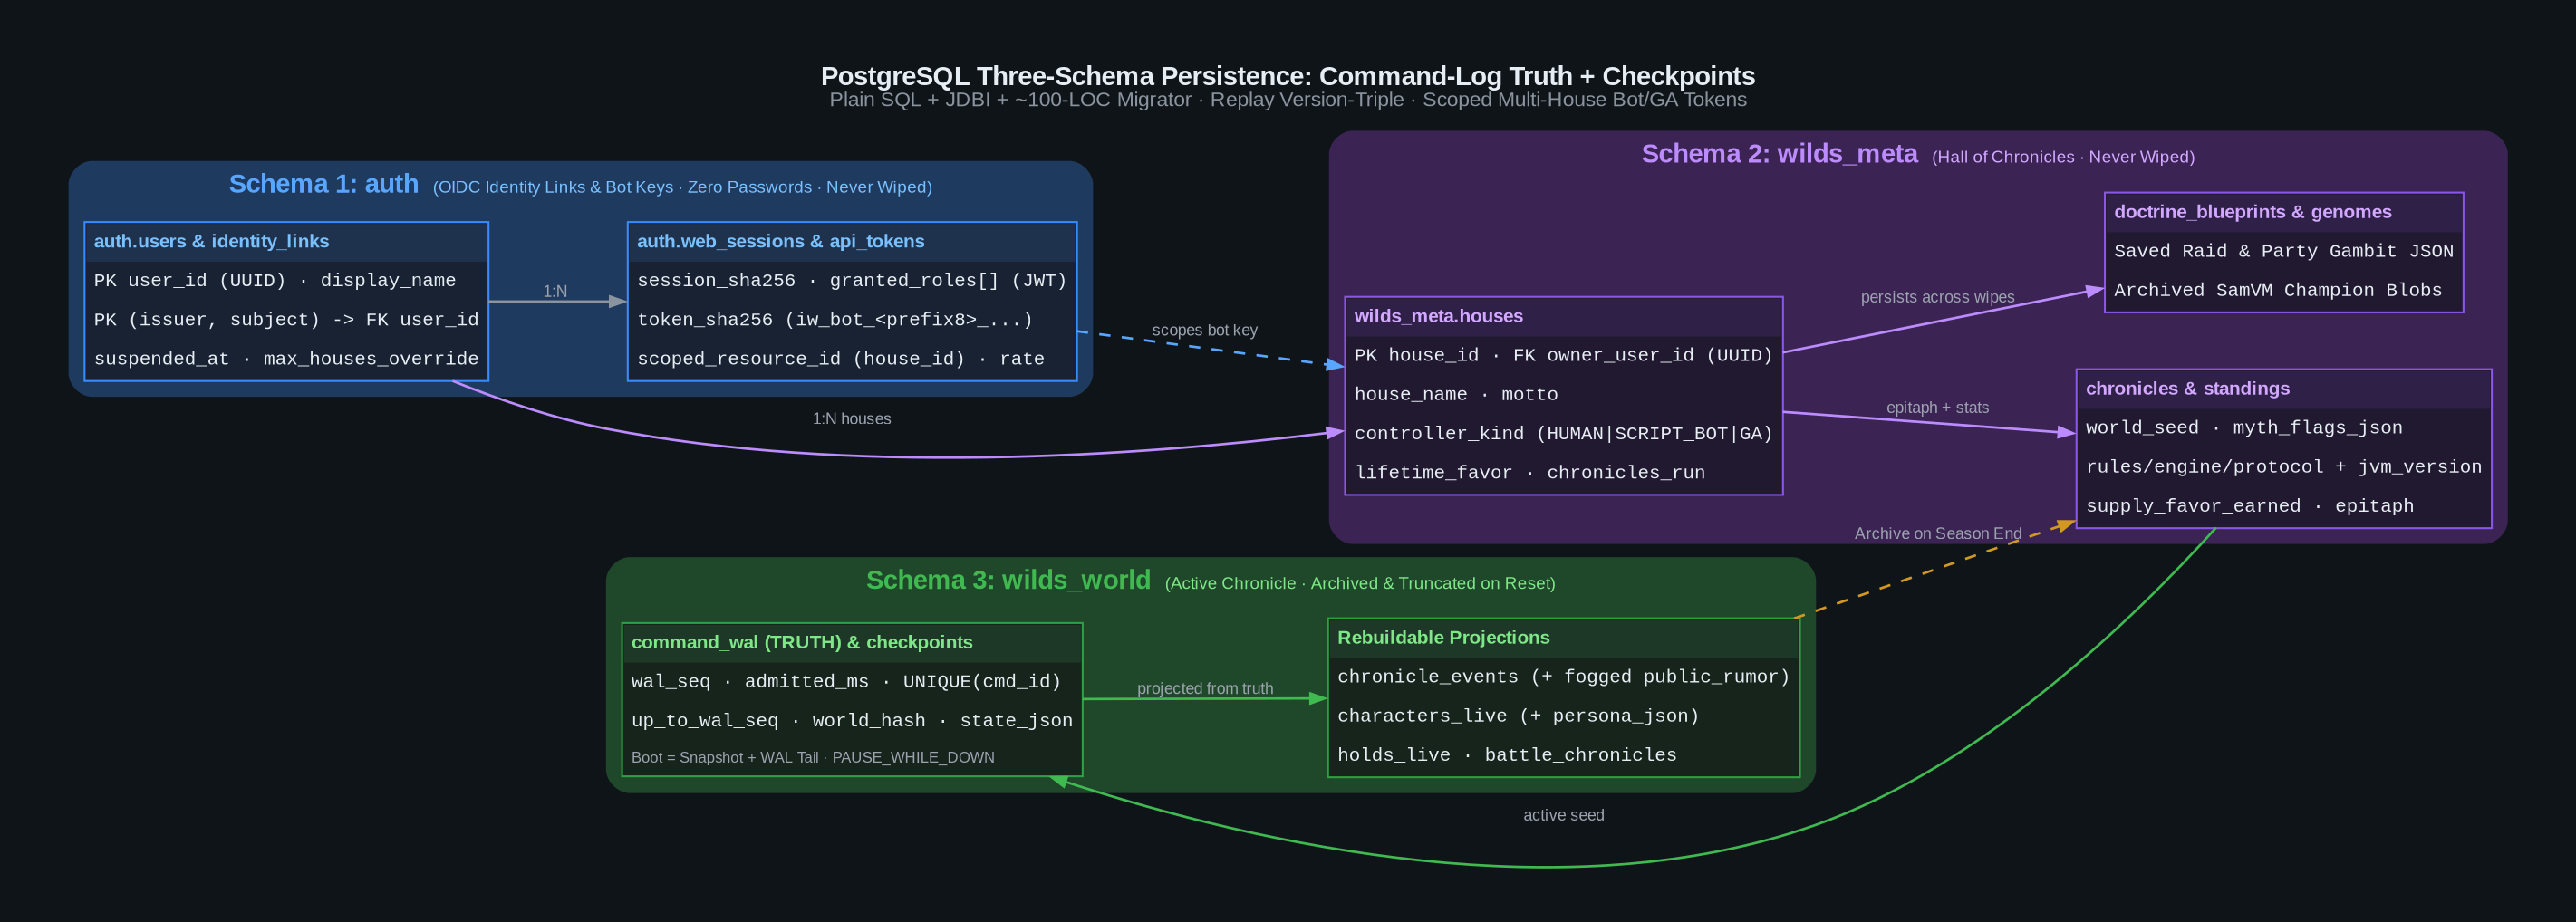 PostgreSQL Three-Schema Persistence: Command-Log Truth + Checkpoints
Plain SQL + JDBI + ~100-LOC Migrator · Replay Version-Triple · Scoped Multi-House Bot/GA Tokens
Schema 1: auth (OIDC Identity Links & Bot Keys · Zero Passwords · Never Wiped)
auth.users & identity_links
PK user_id (UUID) · display_name
PK (issuer, subject) -> FK user_id
suspended_at · max_houses_override
1:N
auth.web_sessions & api_tokens
session_sha256 · granted_roles[] (JWT)
token_sha256 (iw_bot_<prefix8>_...)
scoped_resource_id (house_id) · rate
scopes bot key
1:N houses
Schema 2: wilds_meta (Hall of Chronicles · Never Wiped)
wilds_meta.houses
PK house_id · FK owner_user_id (UUID)
house_name · motto
controller_kind (HUMAN|SCRIPT_BOT|GA)
lifetime_favor · chronicles_run
persists across wipes
doctrine_blueprints & genomes
Saved Raid & Party Gambit JSON
Archived SamVM Champion Blobs
epitaph + stats
chronicles & standings
world_seed · myth_flags_json
rules/engine/protocol + jvm_version
supply_favor_earned · epitaph
Archive on Season End
Schema 3: wilds_world (Active Chronicle · Archived & Truncated on Reset)
command_wal (TRUTH) & checkpoints
wal_seq · admitted_ms · UNIQUE(cmd_id)
up_to_wal_seq · world_hash · state_json
Boot = Snapshot + WAL Tail · PAUSE_WHILE_DOWN
projected from truth
Rebuildable Projections
chronicle_events (+ fogged public_rumor)
characters_live (+ persona_json)
holds_live · battle_chronicles
active seed